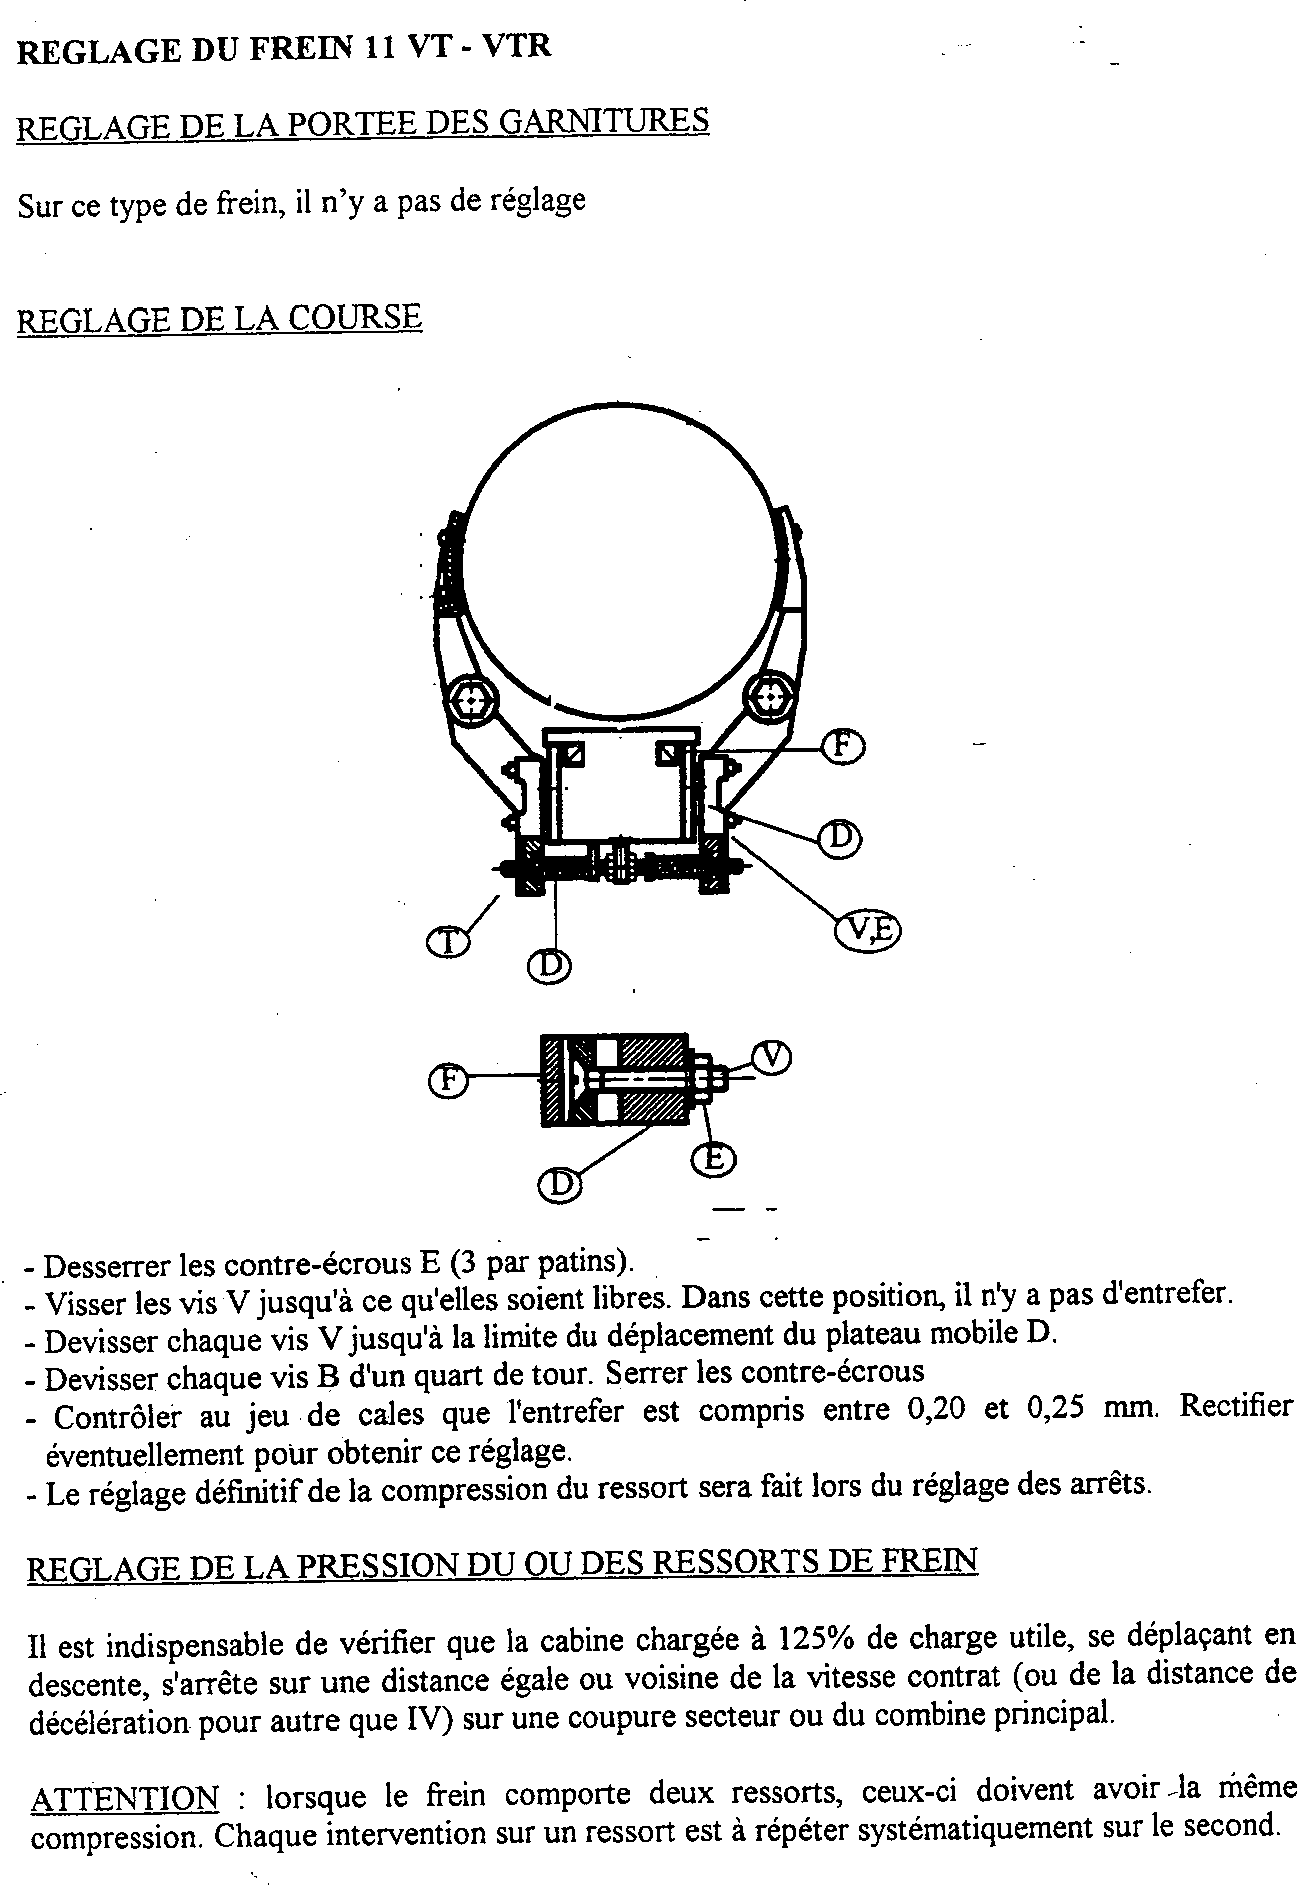 REGLAGE DU FREIN 11 VT - VTR
REGLAGE DE LA PORTEE DES GARNITURES
Sur ce type de frein, il n'y a pas de réglage
REGLAGE DE LA COURSE
F
D
V,E
T
D
F
V
E
D
- Desserrer les contre-écrous E (3 par patins).
- Visser les vis V jusqu'à ce qu'elles soient libres. Dans cette position, il n'y a pas d'entrefer.
- Devisser chaque vis V jusqu'à la limite du déplacement du plateau mobile D.
- Devisser chaque vis B d'un quart de tour. Serrer les contre-écrous
- Contrôler au jeu de cales que l'entrefer est compris entre 0,20 et 0,25 mm. Rectifier
éventuellement pour obtenir ce réglage.
- Le réglage définitif de la compression du ressort sera fait lors du réglage des arrêts.
REGLAGE DE LA PRESSION DU OU DES RESSORTS DE FREIN
Il est indispensable de vérifier que la cabine chargée à 125% de charge utile, se déplaçant en
descente, s'arrête sur une distance égale ou voisine de la vitesse contrat (ou de la distance de
décélération pour autre que IV) sur une coupure secteur ou du combine principal.
ATTENTION : lorsque le frein comporte deux ressorts, ceux-ci doivent avoir la même
compression. Chaque intervention sur un ressort est à répéter systématiquement sur le second.